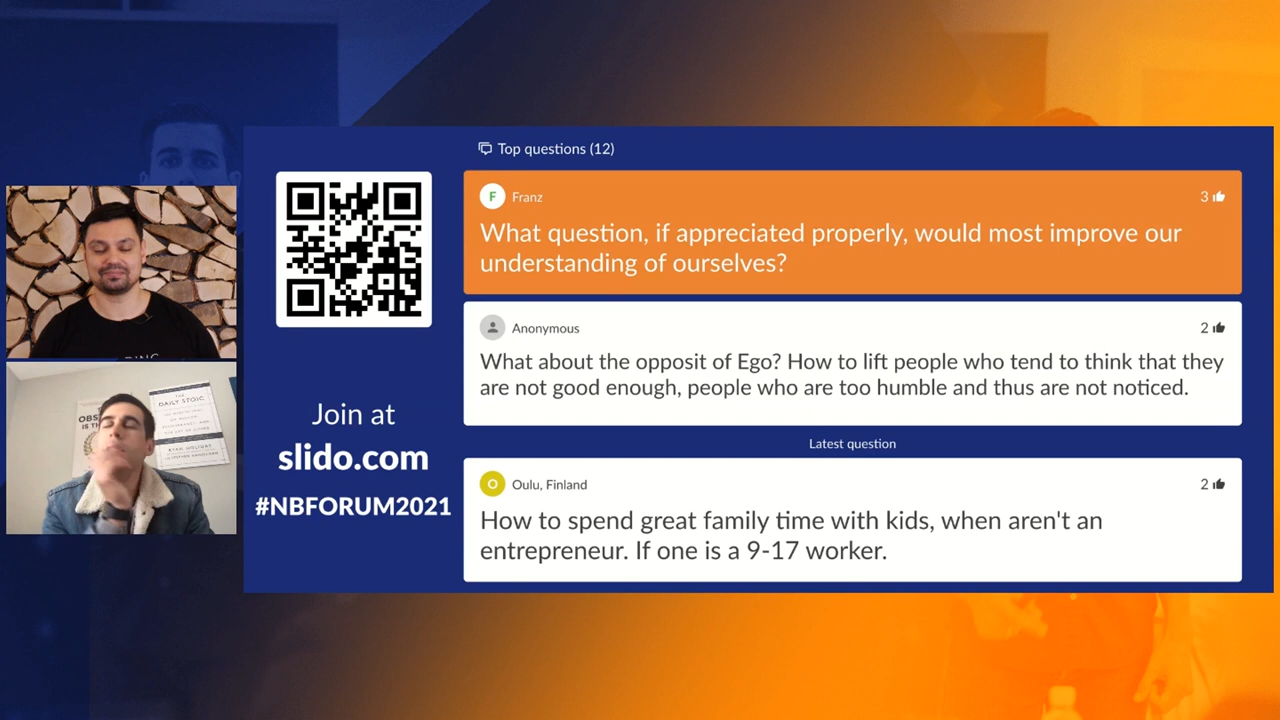 Top questions (12)
F Franz 3
What question, if appreciated properly, would most improve our
understanding of ourselves?
Anonymous 2
What about the opposit of Ego? How to lift people who tend to think that they
are not good enough, people who are too humble and thus are not noticed.
Latest question
O Oulu, Finland 2
How to spend great family time with kids, when aren't an
entrepreneur. If one is a 9-17 worker.
Join at
slido.com
#NBFORUM2021
THE
DAILY STOIC
RYAN HOLIDAY
OBS
IS TH